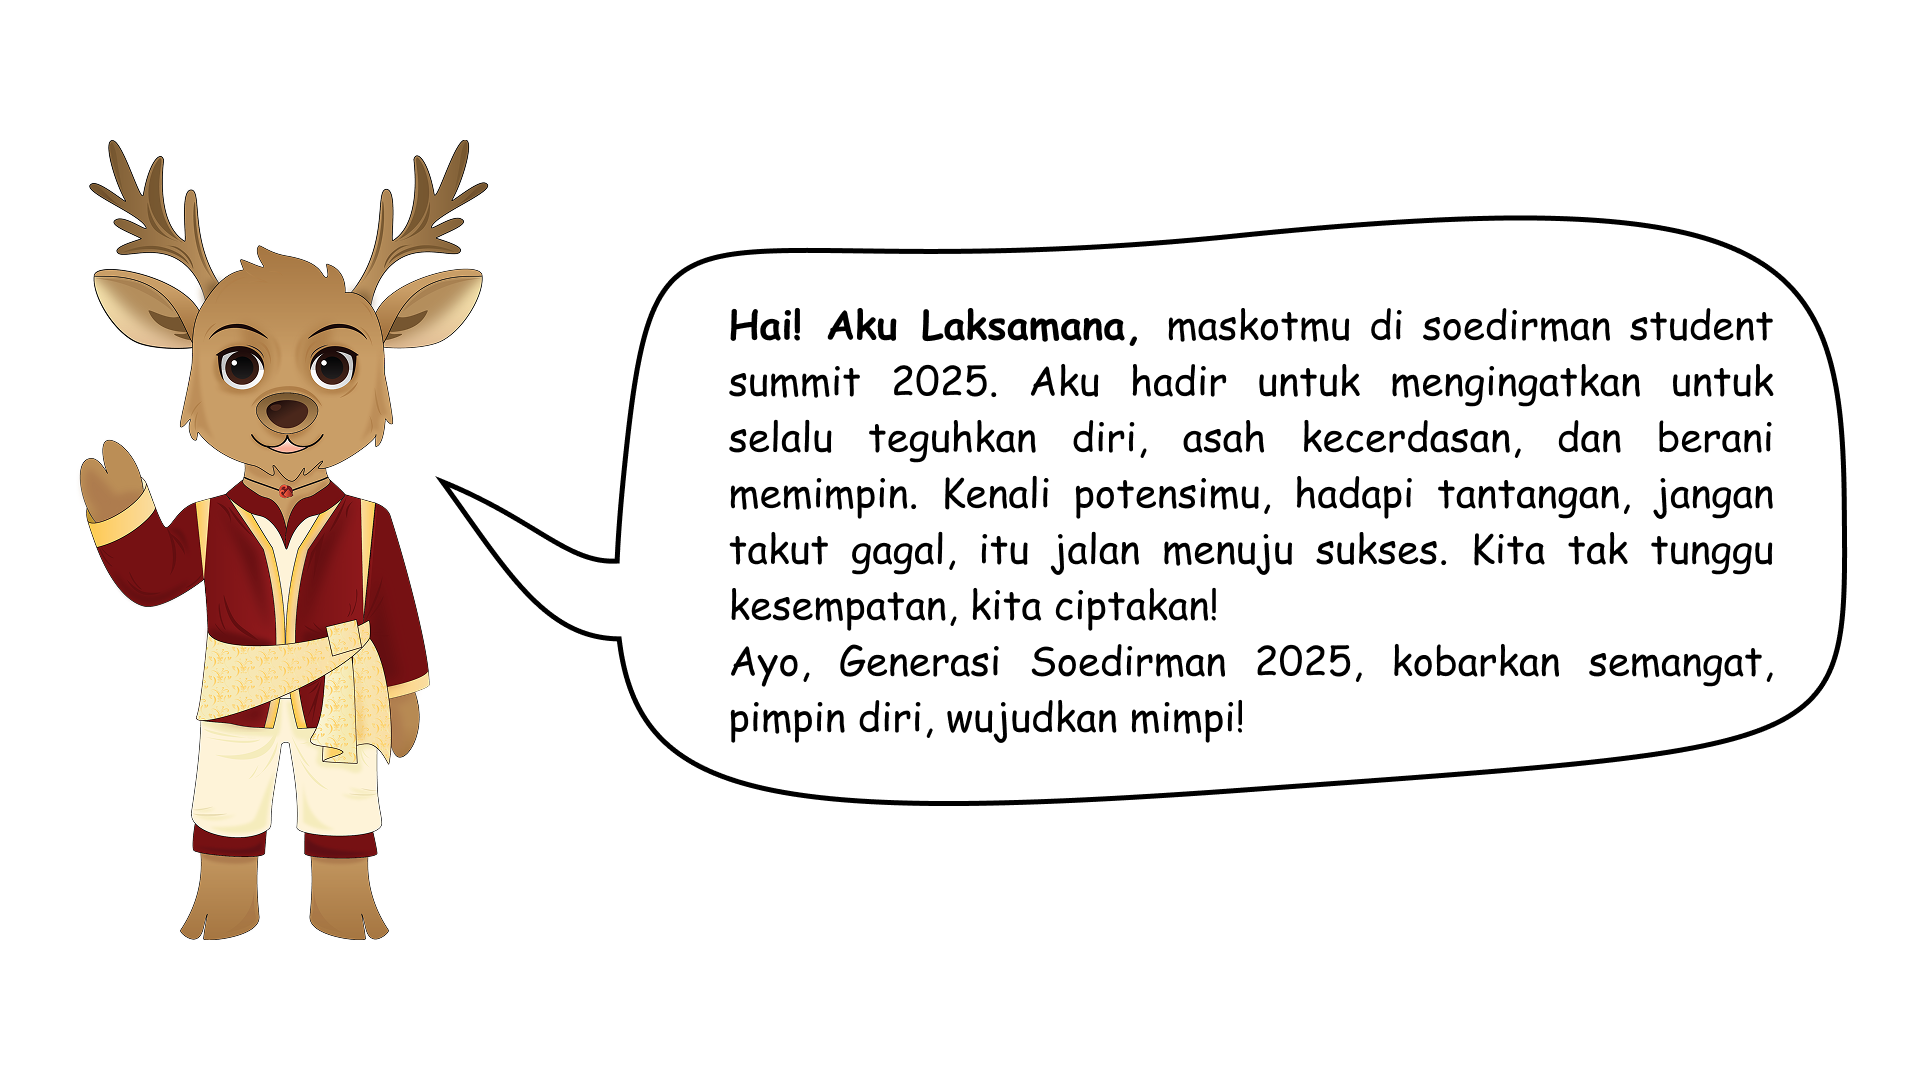 Hai! Aku Laksamana, maskotmu di soedirman student
summit 2025. Aku hadir untuk mengingatkan untuk
selalu teguhkan diri, asah kecerdasan, dan berani
memimpin. Kenali potensimu, hadapi tantangan, jangan
takut gagal, itu jalan menuju sukses. Kita tak tunggu
kesempatan, kita ciptakan!
Ayo, Generasi Soedirman 2025, kobarkan semangat,
pimpin diri, wujudkan mimpi!